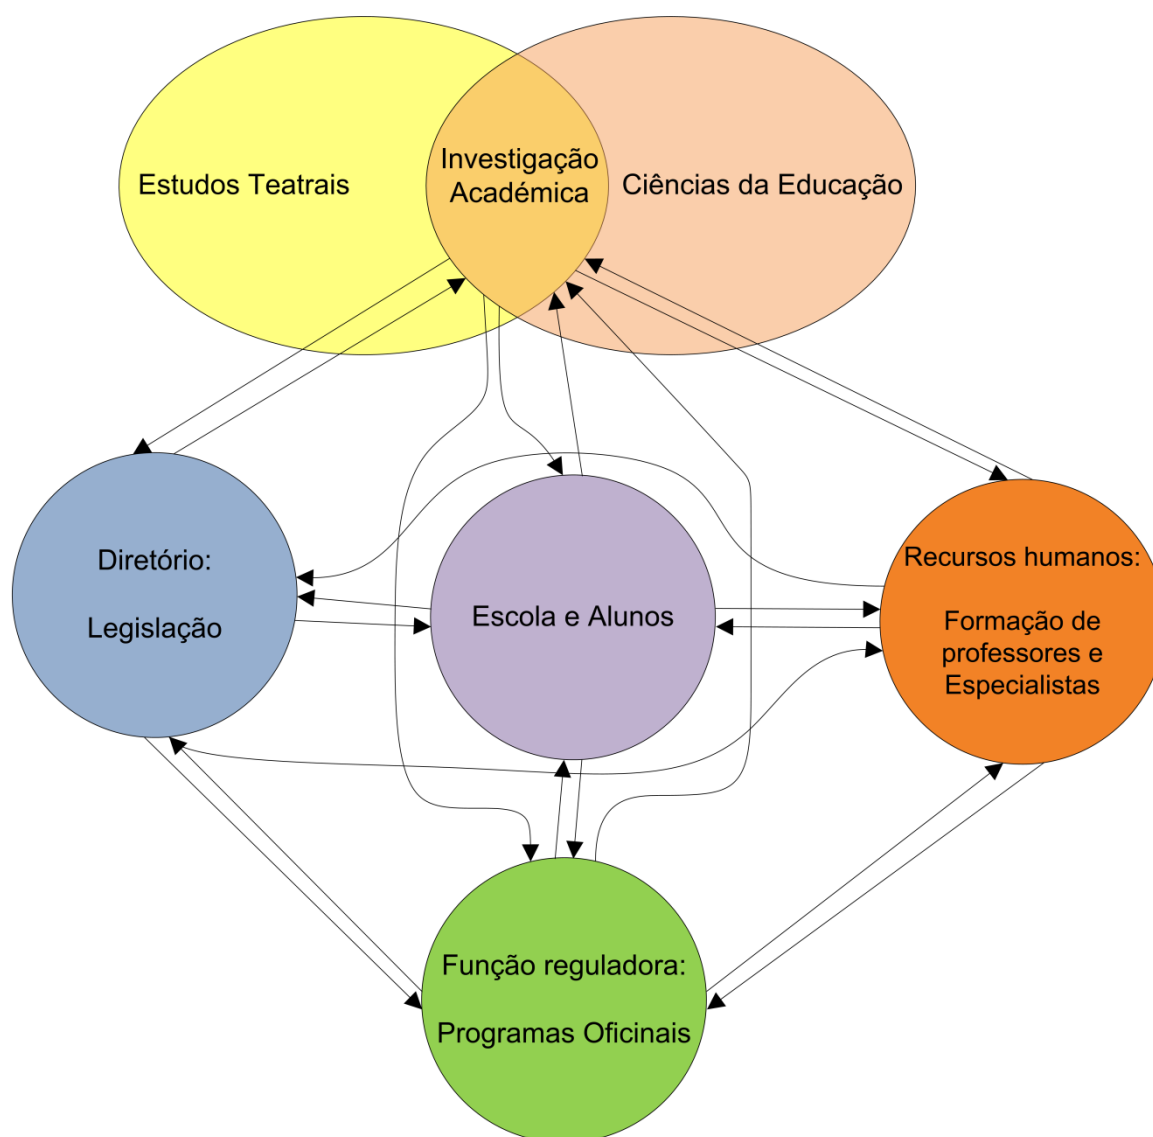 Estudos Teatrais
Investigação
Académica
Ciências da Educação
Diretório:
Legislação
Escola e Alunos
Recursos humanos:
Formação de
professores e
Especialistas
Função reguladora:
Programas Oficinais